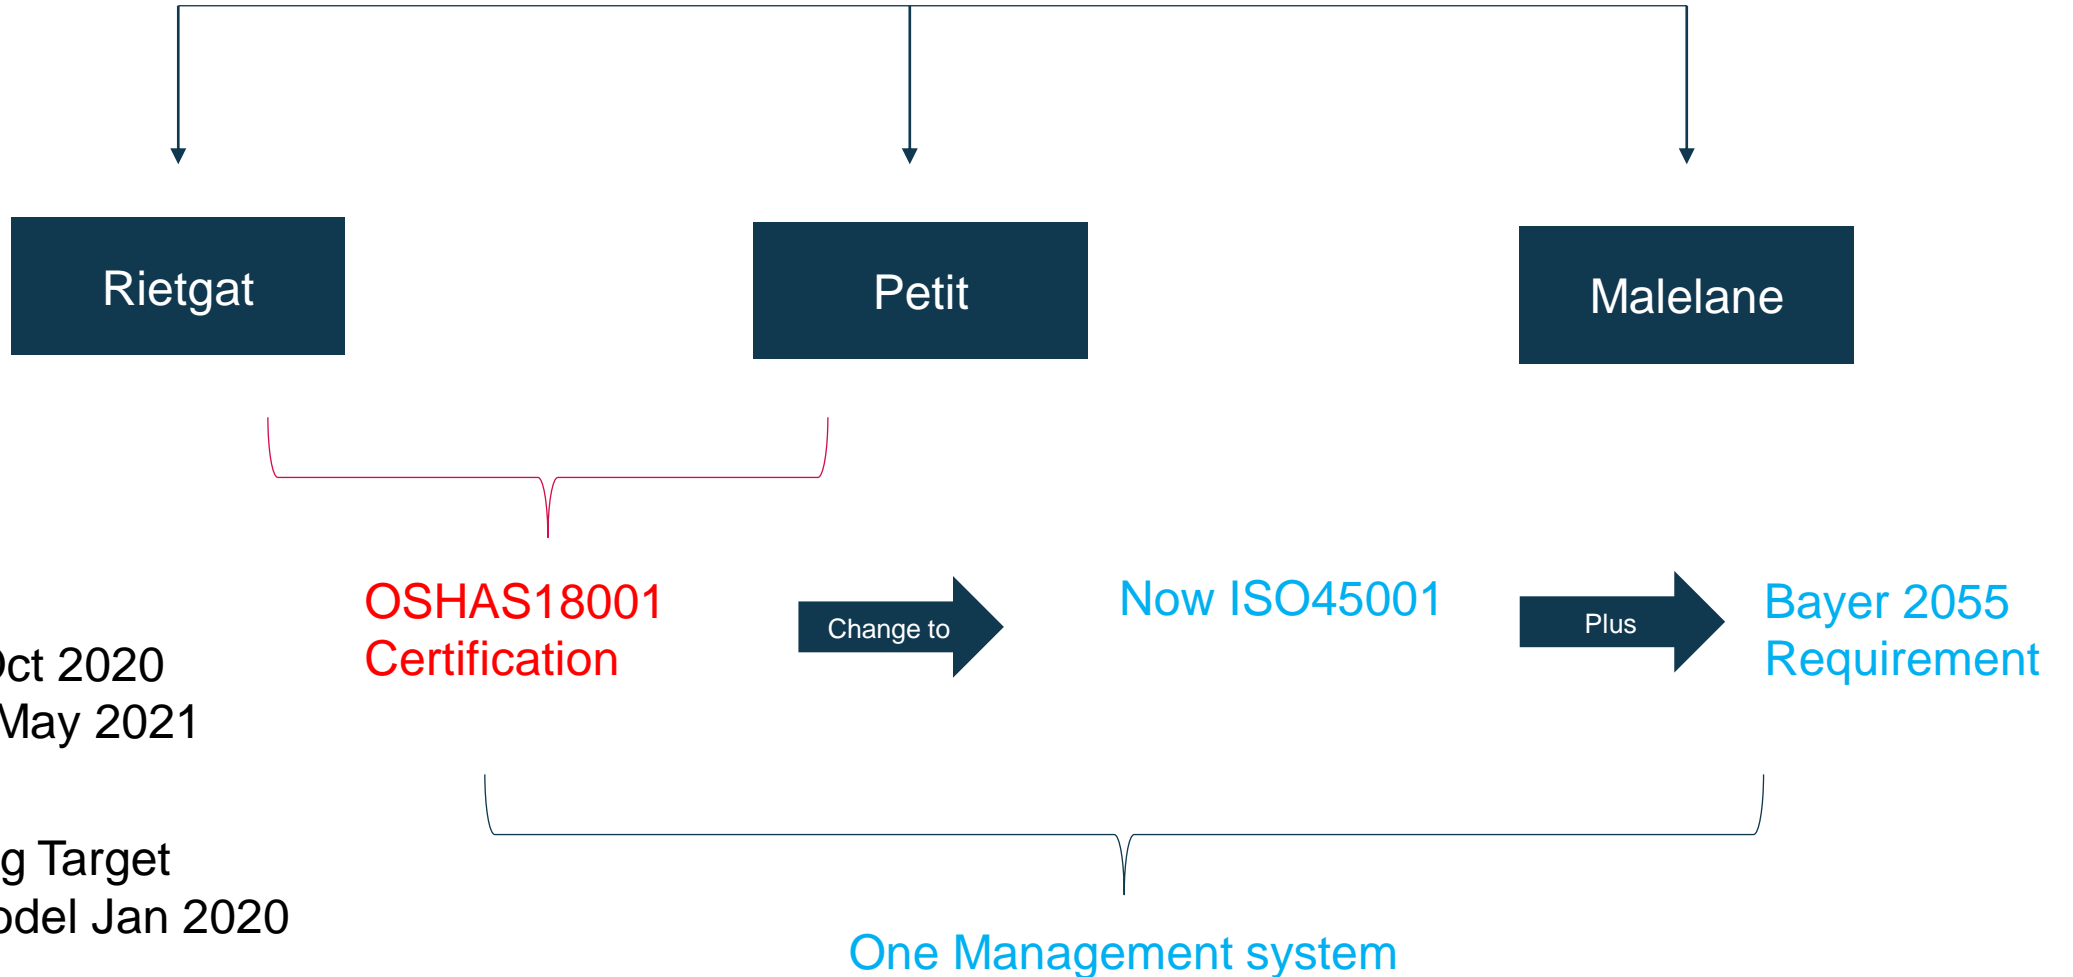 Rietgat
Petit
Malelane
OSHAS18001
Certification
Change to
Now ISO45001
Plus
Bayer 2055
Requirement
Oct 2020
May 2021
g Target
odel Jan 2020
One Management system